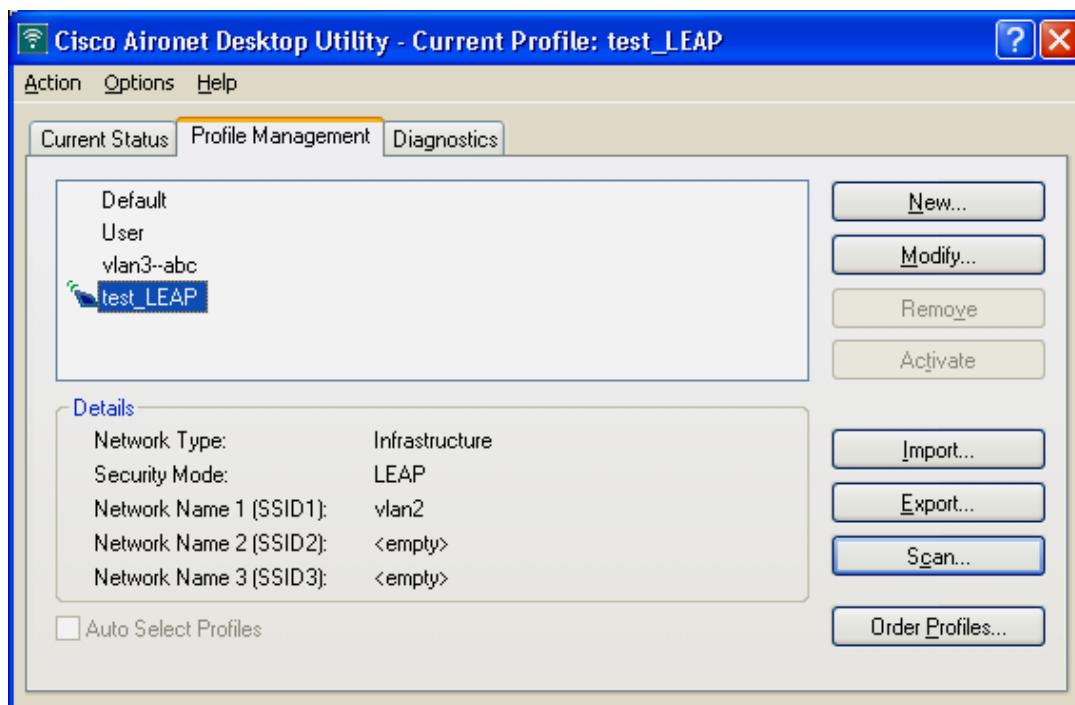 Cisco Aironet Desktop Utility - Current Profile: test_LEAP
Action Options Help
Current Status Profile Management Diagnostics
Default
User
vlan3--abc
test_LEAP
New...
Modify...
Remove
Activate
Details
Network Type: Infrastructure
Security Mode: LEAP
Network Name 1 (SSID1): vlan2
Network Name 2 (SSID2): <empty>
Network Name 3 (SSID3): <empty>
Import...
Export...
Scan...
Auto Select Profiles
Order Profiles...